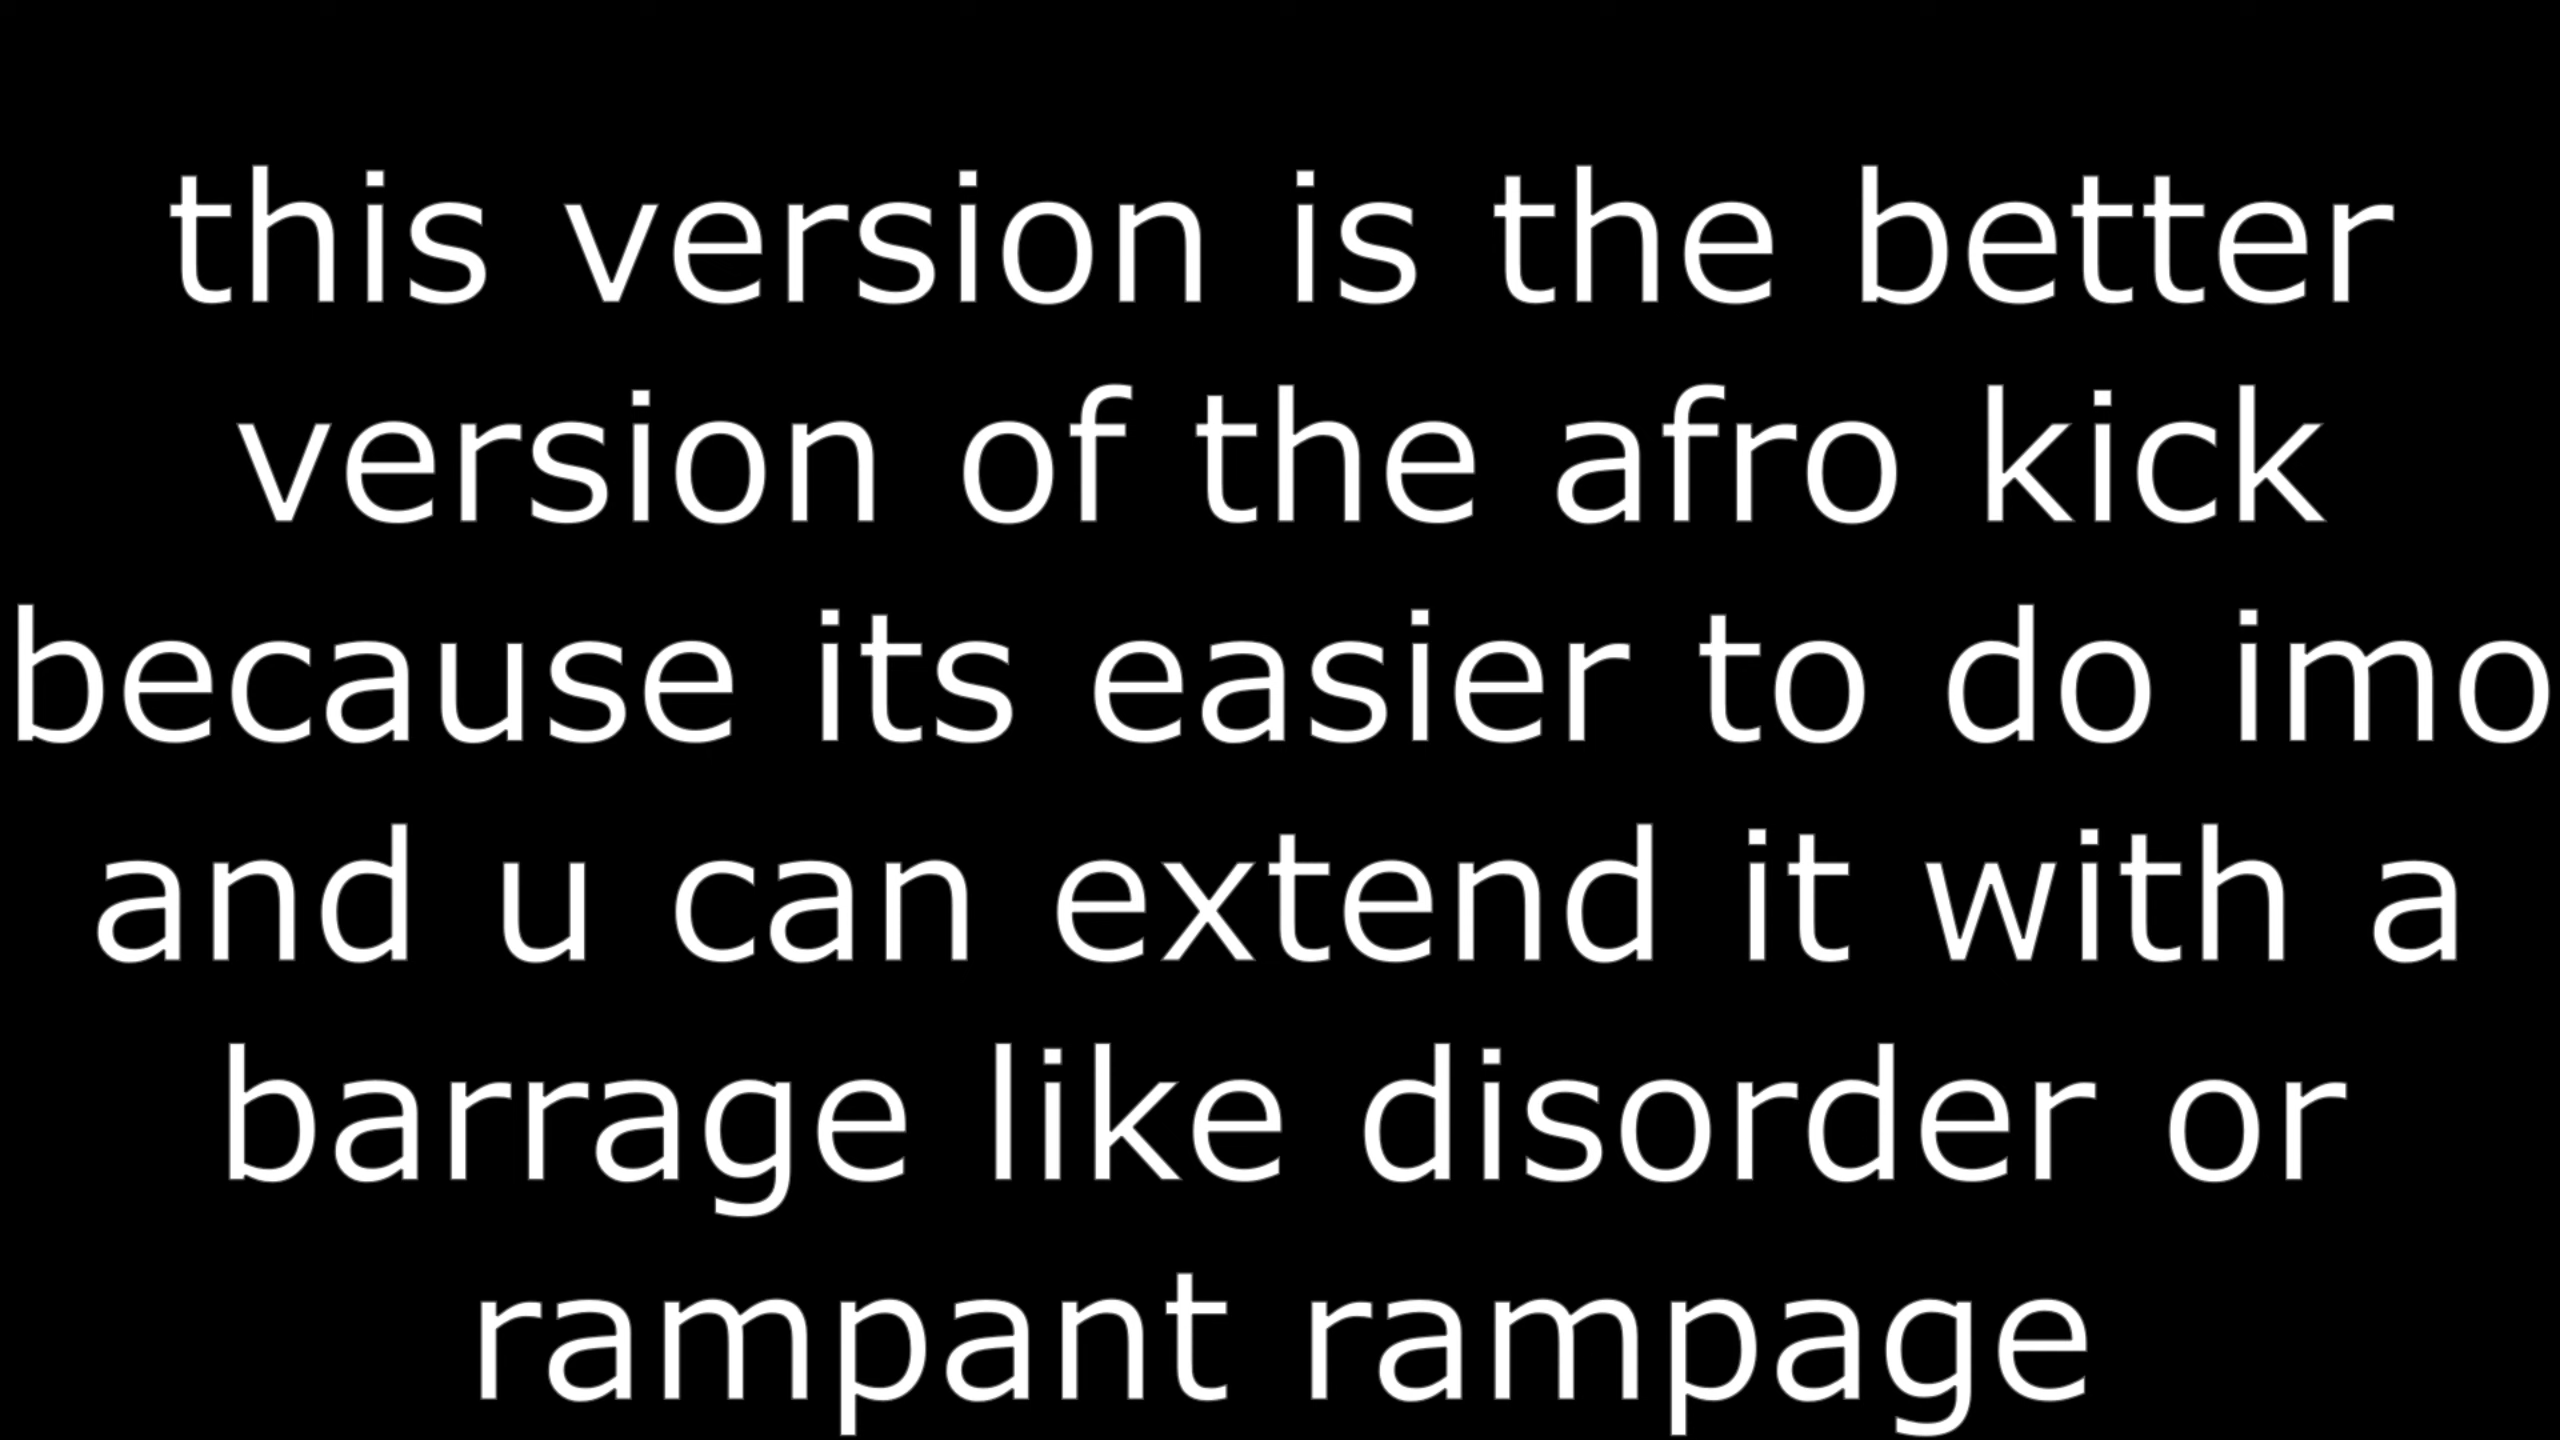 this version is the better
version of the afro kick
because its easier to do imo
and u can extend it with a
barrage like disorder or
rampant rampage